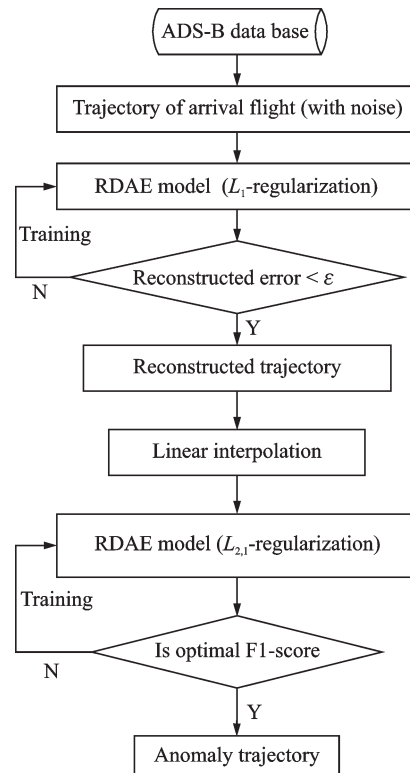 ADS-B data base
Trajectory of arrival flight (with noise)
RDAE model (L₁-regularization)
Training
Reconstructed error < ε
N
Y
Reconstructed trajectory
Linear interpolation
RDAE model (L₂,₁-regularization)
Training
Is optimal F1-score
N
Y
Anomaly trajectory